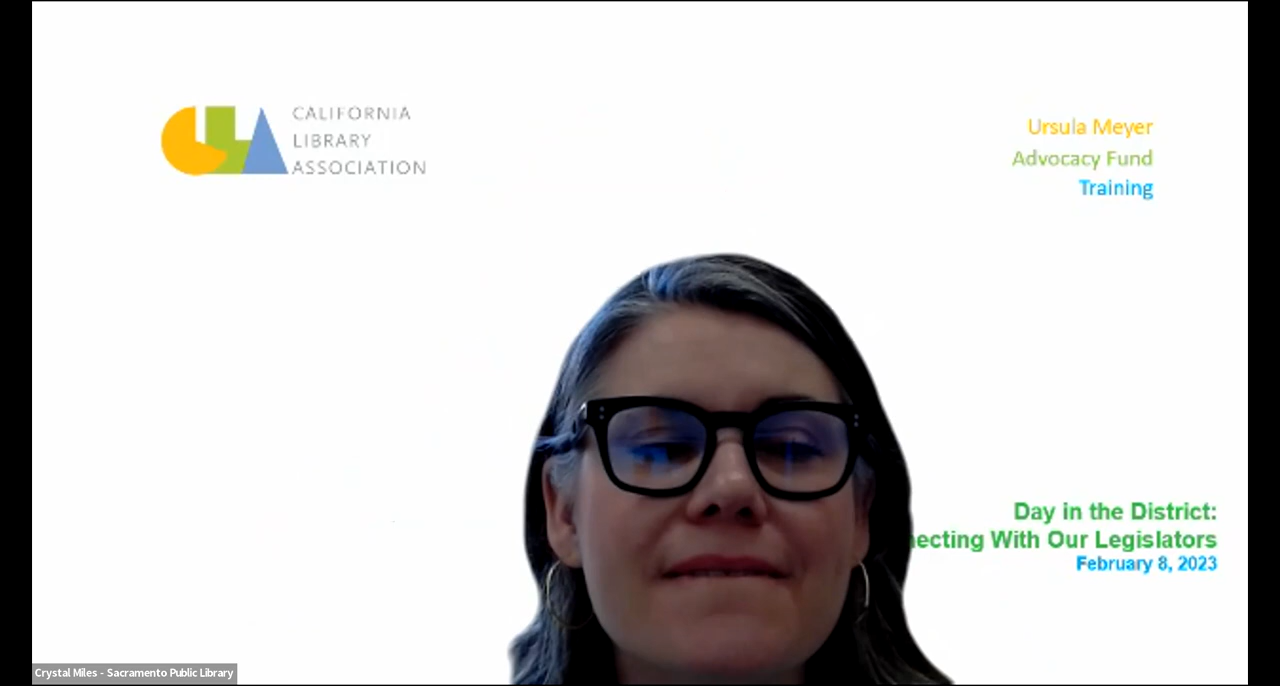 CALIFORNIA
LIBRARY
ASSOCIATION
Ursula Meyer
Advocacy Fund
Training
Day in the District:
With Our Legislators
February 8, 2023
Crystal Miles - Sacramento Public Library